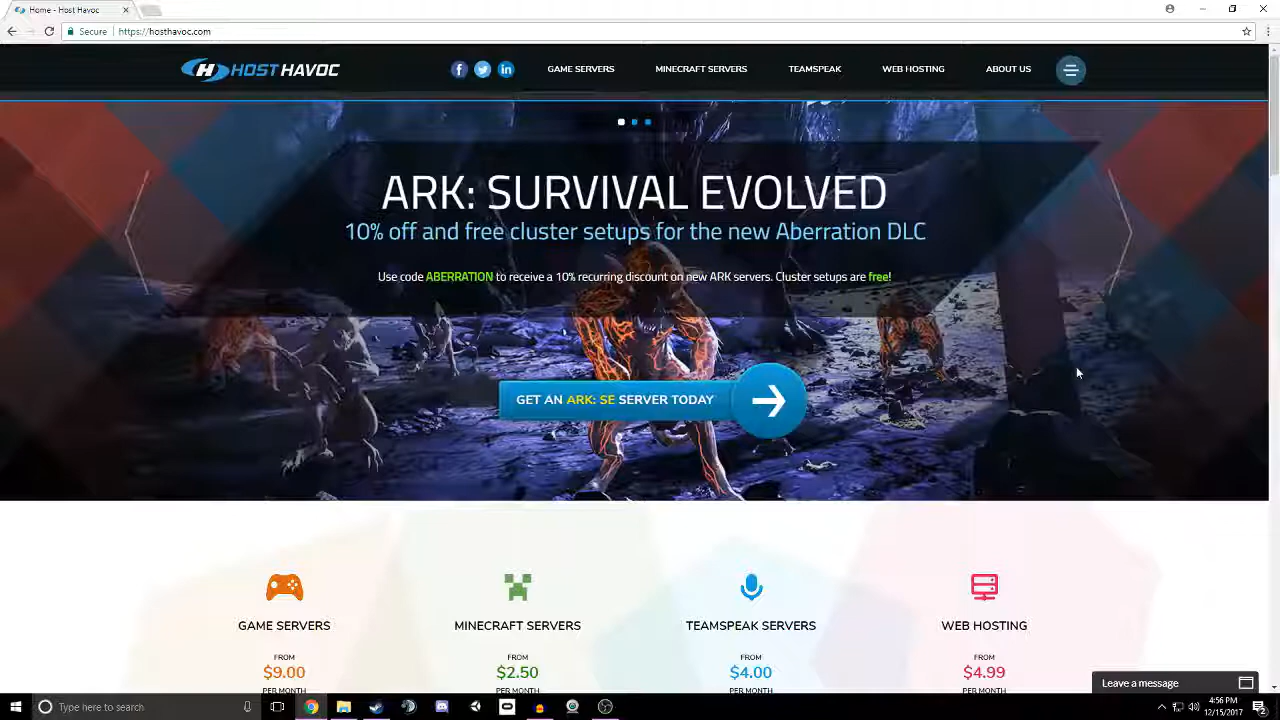 Home - Host Havoc
Secure
https://hosthavoc.com
HOST HAVOC
GAME SERVERS
MINECRAFT SERVERS
TEAMSPEAK
WEB HOSTING
ABOUT US
ARK: SURVIVAL EVOLVED
10% off and free cluster setups for the new Aberration DLC
Use code ABERRATION to receive a 10% recurring discount on new ARK servers. Cluster setups are free!
GET AN ARK: SE SERVER TODAY
GAME SERVERS
FROM
$9.00
PER MONTH
MINECRAFT SERVERS
FROM
$2.50
PER MONTH
TEAMSPEAK SERVERS
FROM
$4.00
PER MONTH
WEB HOSTING
FROM
$4.99
PER MONTH
Leave a message
Type here to search
4:56 PM
12/15/2017
2